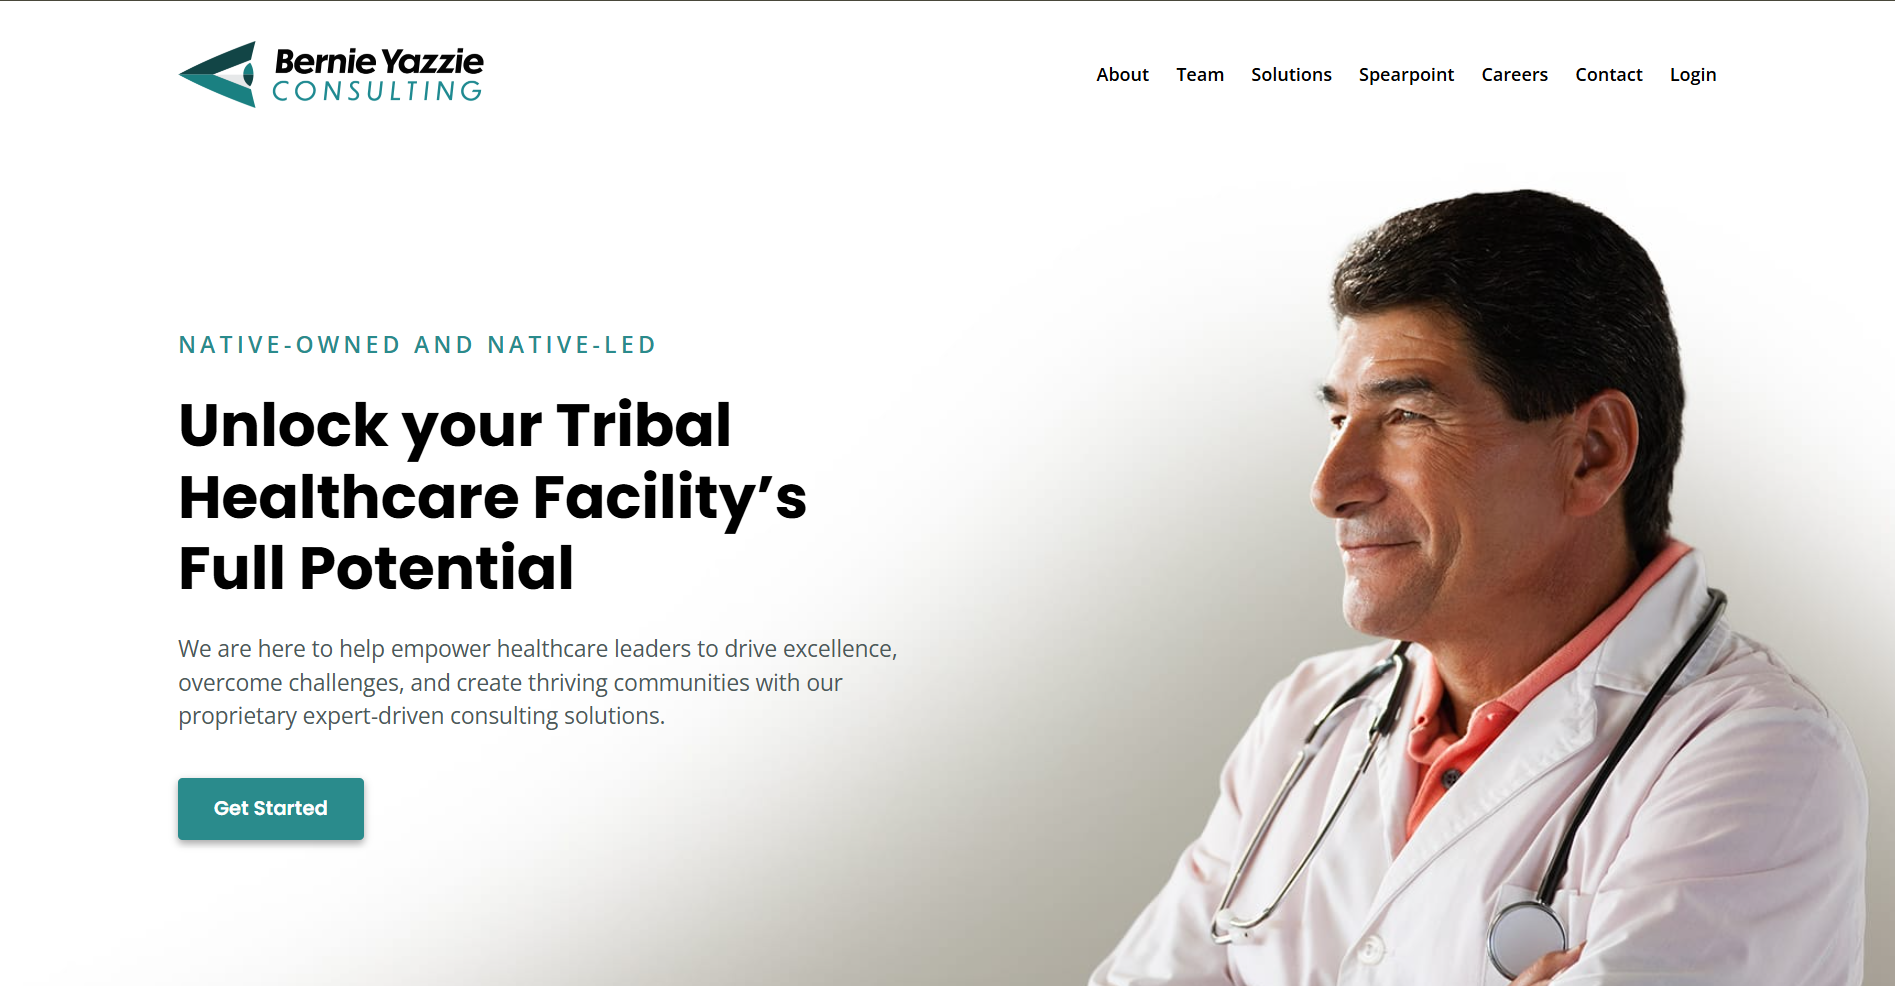 Bernie Yazzie
CONSULTING
About Team Solutions Spearpoint Careers Contact Login
NATIVE-OWNED AND NATIVE-LED
Unlock your Tribal
Healthcare Facility’s
Full Potential
We are here to help empower healthcare leaders to drive excellence,
overcome challenges, and create thriving communities with our
proprietary expert-driven consulting solutions.
Get Started